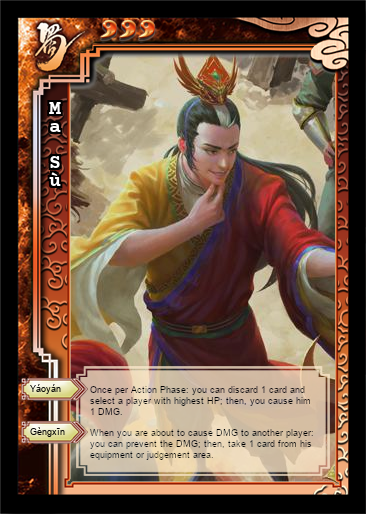 蜀
Ma Sù
Yáoyán
Once per Action Phase: you can discard 1 card and
select a player with highest HP; then, you cause him
1 DMG.
Gèngxīn
When you are about to cause DMG to another player:
you can prevent the DMG; then, take 1 card from his
equipment or judgement area.